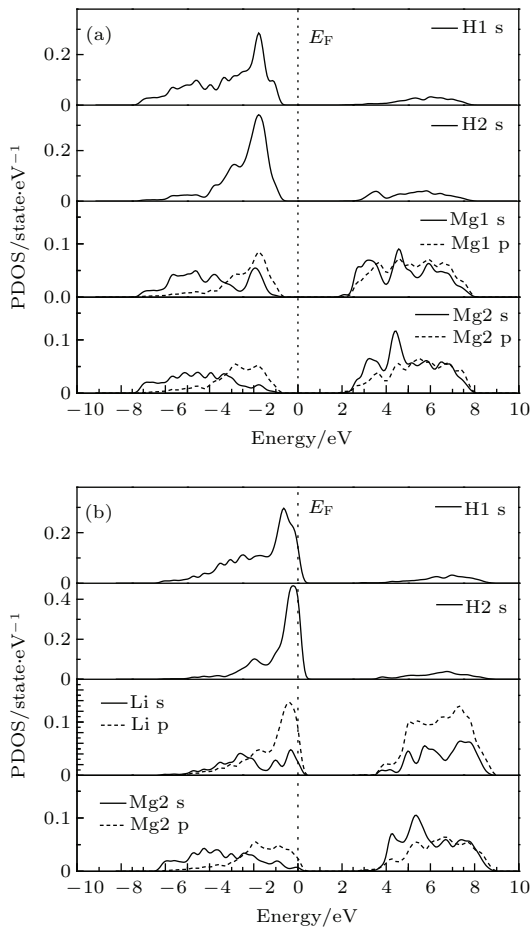 (a)
E_F
H1 s
0.2
0
H2 s
0.2
0
PDOS/state·eV⁻¹
Mg1 s
Mg1 p
0.1
0.0
Mg2 s
Mg2 p
0.1
0
−10 −8 −6 −4 −2 0 2 4 6 8 10
Energy/eV
(b)
E_F
H1 s
0.2
0
0.4
H2 s
0.2
0
PDOS/state·eV⁻¹
Li s
Li p
0.1
0
Mg2 s
Mg2 p
0.1
0
−10 −8 −6 −4 −2 0 2 4 6 8 10
Energy/eV